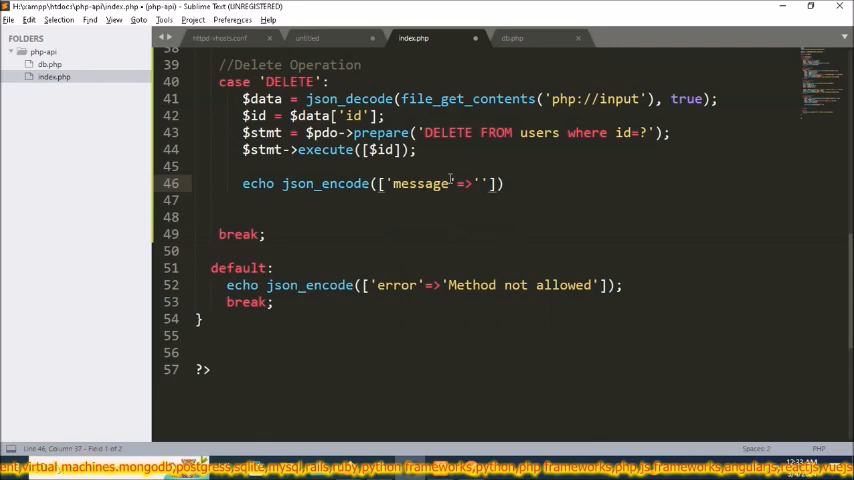 H:\xampp\htdocs\php-api\index.php • (php-api) - Sublime Text (UNREGISTERED)
File Edit Selection Find View Goto Tools Project Preferences Help
FOLDERS
php-api
db.php
index.php
httpd-vhosts.conf untitled index.php db.php
38
39 //Delete Operation
40 case 'DELETE':
41 $data = json_decode(file_get_contents('php://input'), true);
42 $id = $data['id'];
43 $stmt = $pdo->prepare('DELETE FROM users where id=?');
44 $stmt->execute([$id]);
45
46 echo json_encode(['message'=>''])
47
48
49 break;
50
51 default:
52 echo json_encode(['error'=>'Method not allowed']);
53 break;
54 }
55
56
57 ?>
Line 46, Column 37 - Field 1 of 2 Spaces: 2 PHP
12:33 AM
ent,virtual machines.mongodb,postgress,sqlite,mysql,rails,ruby,python frameworks,python,php frameworks,php,js frameworks,angularjs,reactjs,vuejs